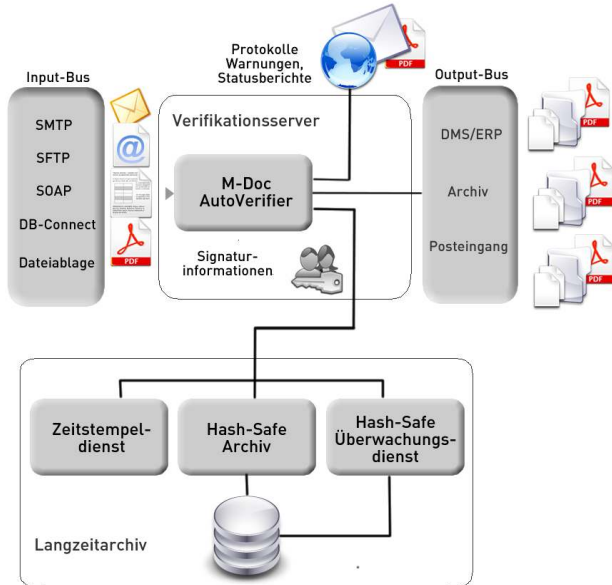 Protokolle
Warnungen,
Statusberichte
PDF
Input-Bus
SMTP
SFTP
SOAP
DB-Connect
Dateiablage
@
PDF
Verifikationsserver
M-Doc
AutoVerifier
Signatur-
informationen
Output-Bus
DMS/ERP
Archiv
Posteingang
PDF
PDF
PDF
Zeitstempel-
dienst
Hash-Safe
Archiv
Hash-Safe
Überwachungs-
dienst
Langzeitarchiv